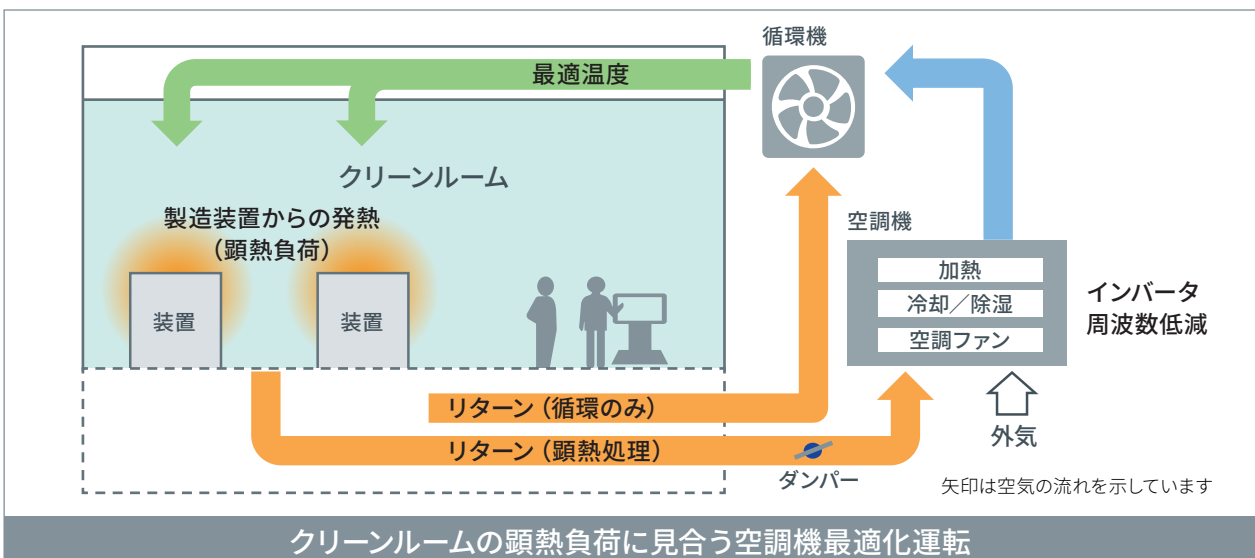 循環機
最適温度
クリーンルーム
製造装置からの発熱
（顕熱負荷）
装置
装置
空調機
加熱
冷却／除湿
空調ファン
インバータ
周波数低減
リターン（循環のみ）
リターン（顕熱処理）
ダンパー
外気
矢印は空気の流れを示しています
クリーンルームの顕熱負荷に見合う空調機最適化運転